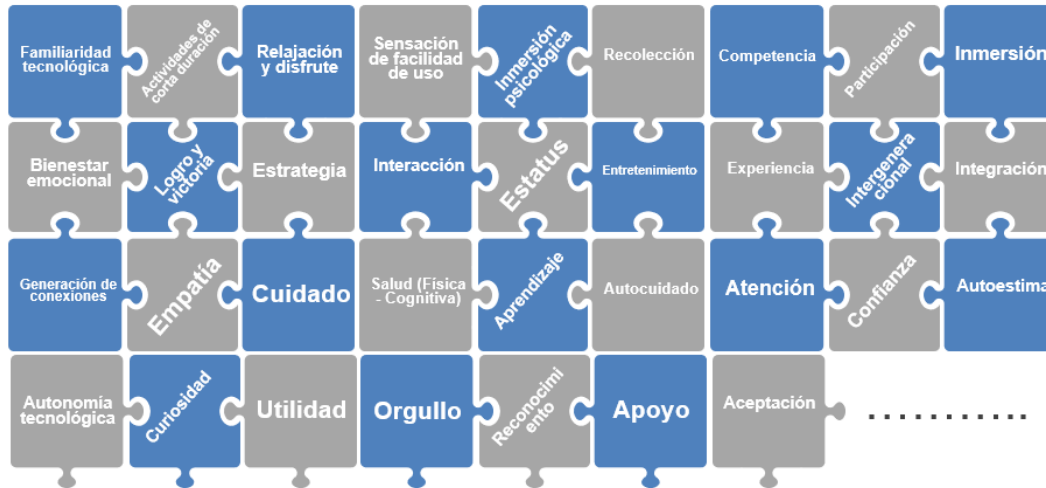 Familiaridad
tecnológica
Actividades de
corta duración
Relajación
y disfrute
Sensación
de facilidad
de uso
Inmersión
psicológica
Recolección
Competencia
Participación
Inmersión
Bienestar
emocional
Logro y
victoria
Estrategia
Interacción
Estatus
Entretenimiento
Experiencia
Intergenera
cional
Integración
Generación de
conexiones
Empatía
Cuidado
Salud (Física
- Cognitiva)
Aprendizaje
Autocuidado
Atención
Confianza
Autoestima
Autonomía
tecnológica
Curiosidad
Utilidad
Orgullo
Reconocimi
ento
Apoyo
Aceptación
..........